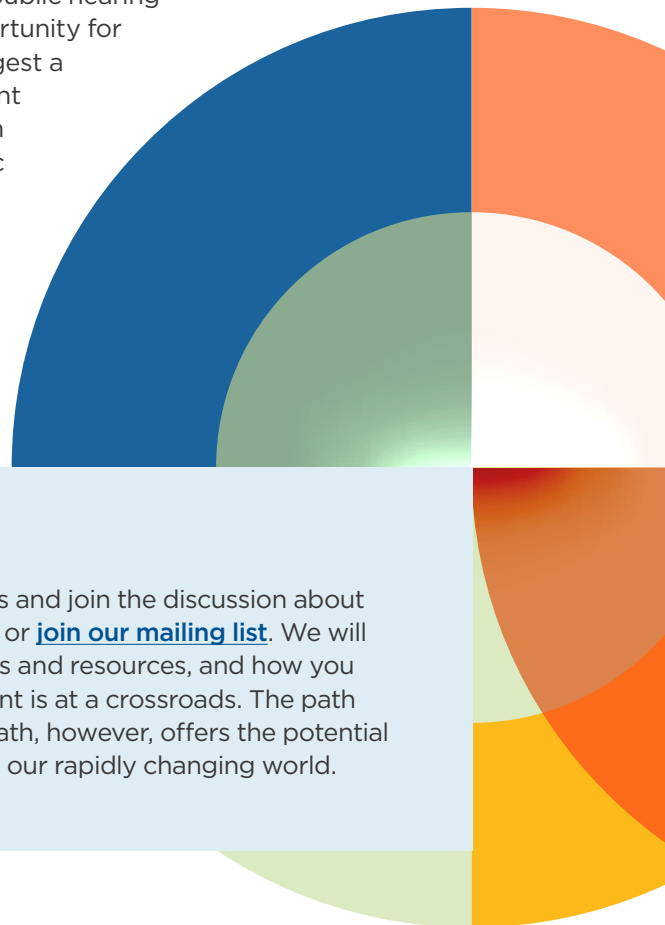 public hearing
rtunity for
gest a
nt
s and join the discussion about
or join our mailing list. We will
s and resources, and how you
nt is at a crossroads. The path
ath, however, offers the potential
our rapidly changing world.